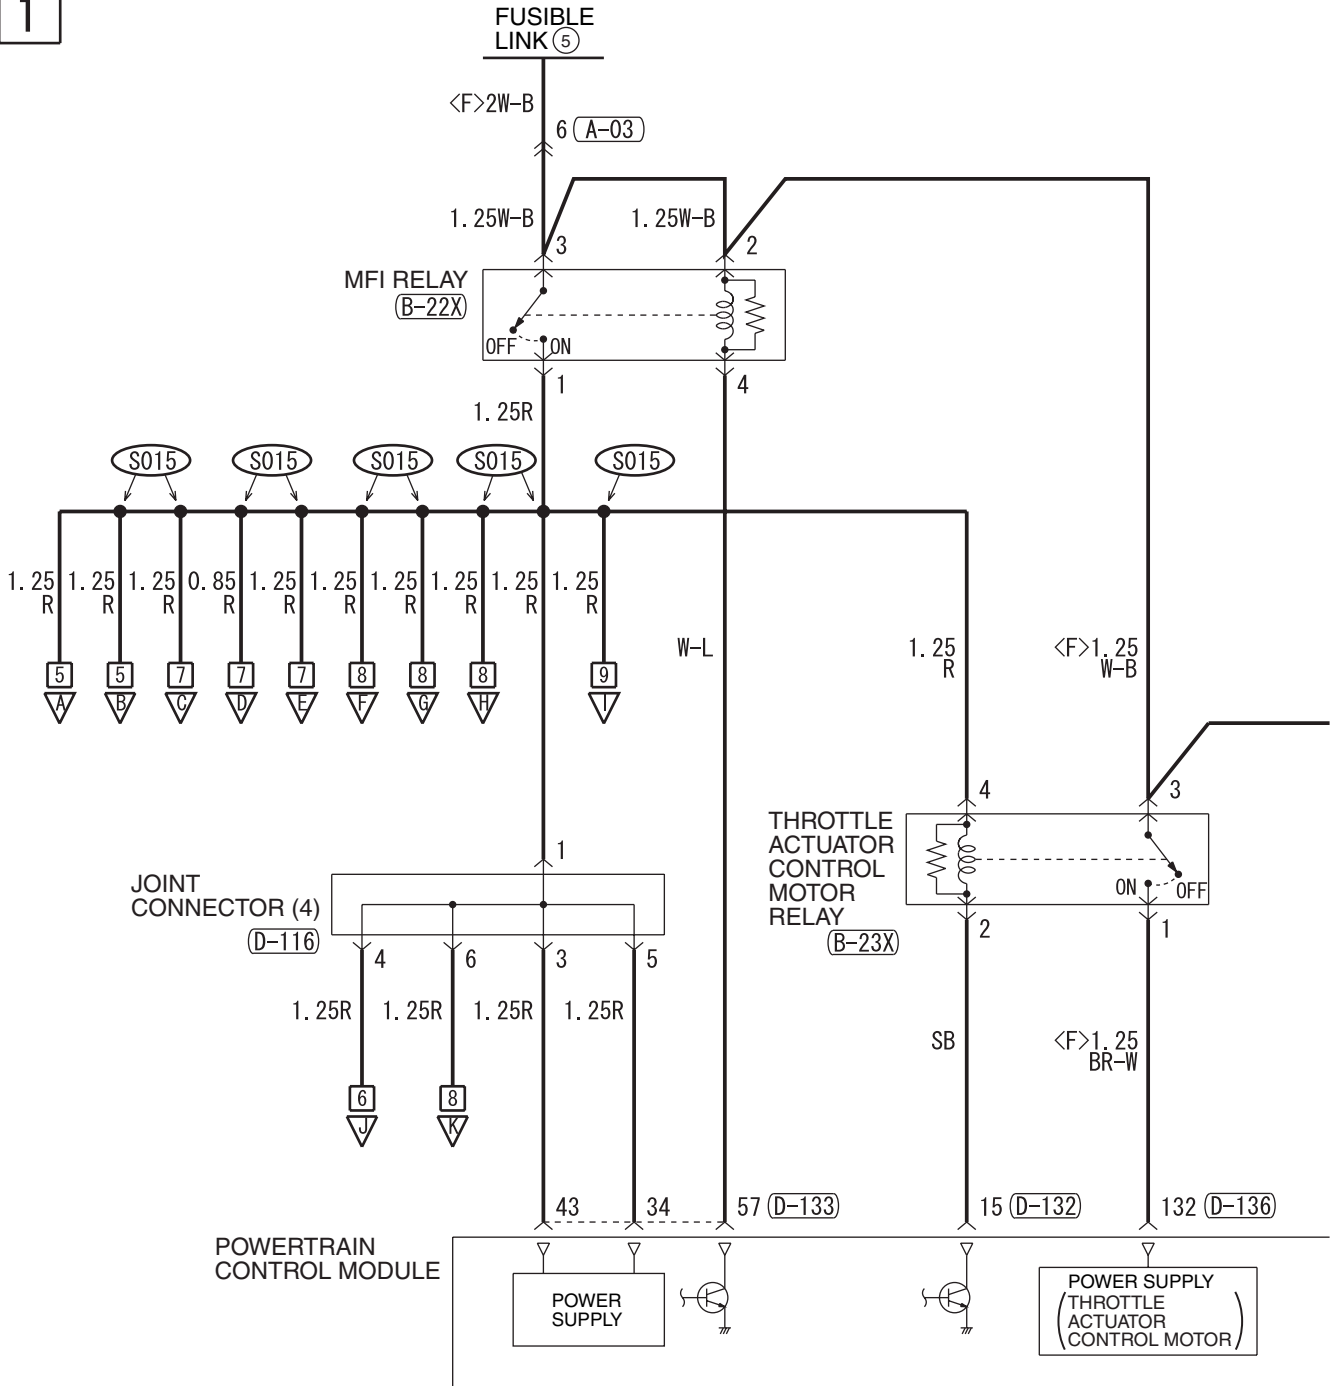 1
FUSIBLE
LINK 5
<F>2W-B
6 A-03
1.25W-B
1.25W-B
3
2
MFI RELAY
B-22X
OFF
ON
1
4
1.25R
S015
S015
S015
S015
S015
1.25
R
1.25
R
1.25
R
0.85
R
1.25
R
1.25
R
1.25
R
1.25
R
1.25
R
1.25
R
W-L
1.25
R
<F>1.25
W-B
5
5
7
7
7
8
8
8
9
A
B
C
D
E
F
G
H
I
4
3
THROTTLE
ACTUATOR
CONTROL
MOTOR
RELAY
B-23X
ON
OFF
2
1
1
JOINT
CONNECTOR (4)
D-116
4
6
3
5
1.25R
1.25R
1.25R
1.25R
SB
<F>1.25
BR-W
6
8
J
K
43
34
57 D-133
15 D-132
132 D-136
POWERTRAIN
CONTROL MODULE
POWER
SUPPLY
POWER SUPPLY
(THROTTLE
ACTUATOR
CONTROL MOTOR)